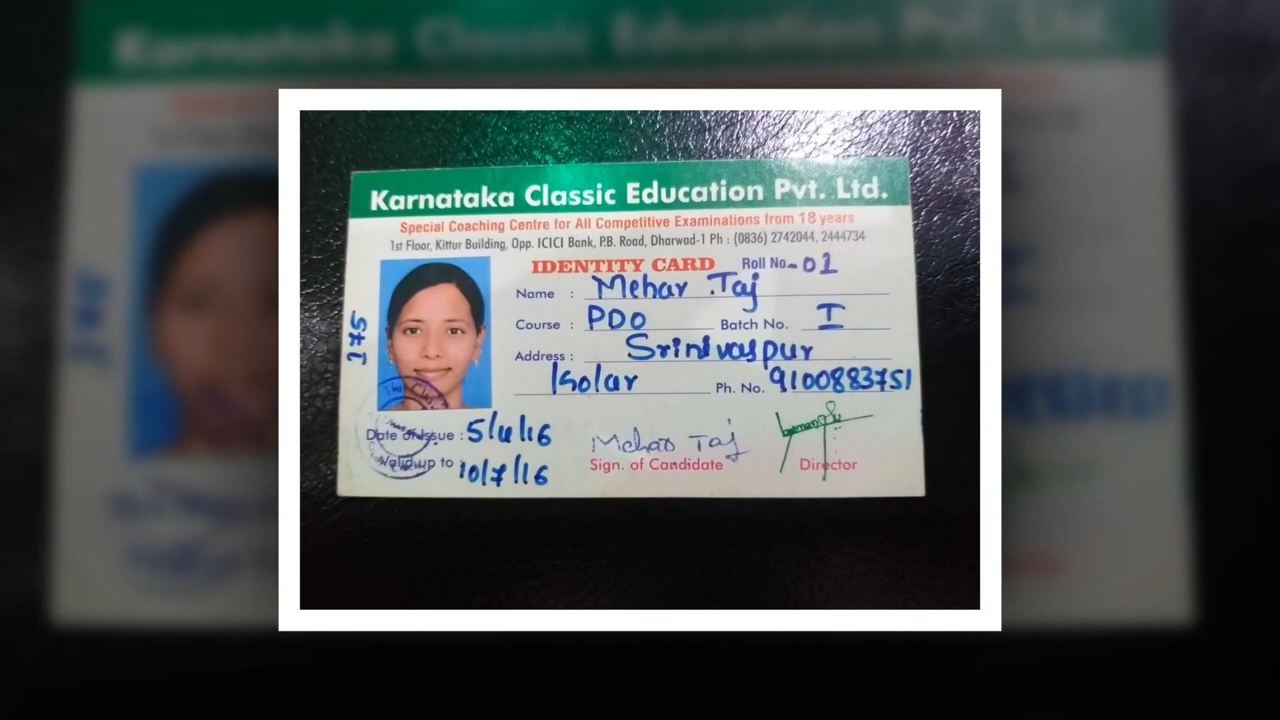 Karnataka Classic Education Pvt. Ltd.
Special Coaching Centre for All Competitive Examinations from 18 years
1st Floor, Kittur Building, Opp. ICICI Bank, P.B. Road, Dharwad-1 Ph : (0836) 2742044, 2444734
IDENTITY CARD Roll No. 01
Name : Mehar Taj
Course : PDO Batch No. I
Address : Srinivaspur
Kolar Ph. No. 9100883751
175
Date of Issue : 5/4/16
Valid up to 10/7/16
Mehar Taj
Sign. of Candidate Director